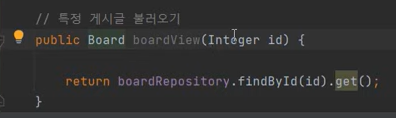 // 특정 게시글 불러오기
public Board boardView(Integer id) {
return boardRepository.findById(id).get();
}